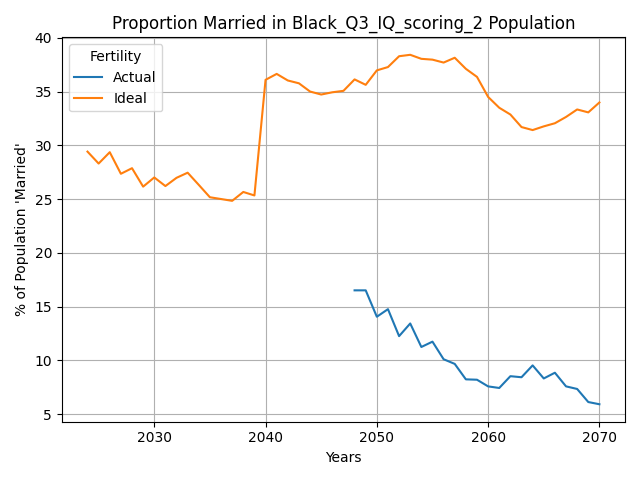 Proportion Married in Black_Q3_IQ_scoring_2 Population
Fertility
Actual
Ideal
% of Population 'Married'
40
35
30
25
20
15
10
5
2030
2040
2050
2060
2070
Years